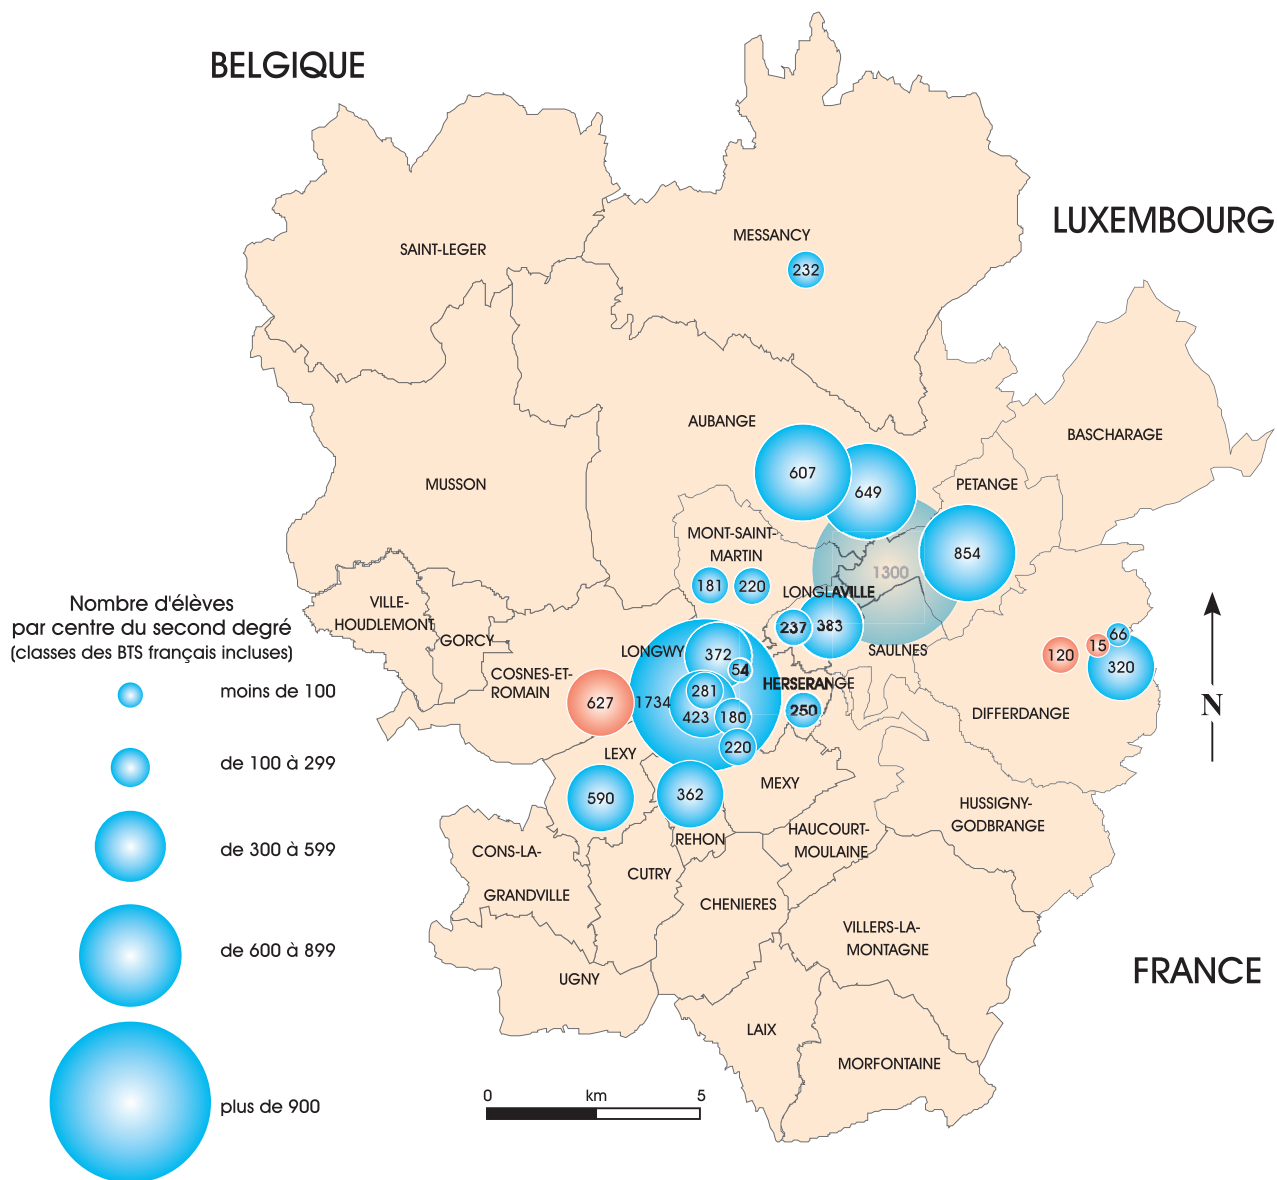 BELGIQUE
LUXEMBOURG
MESSANCY
232
SAINT-LEGER
AUBANGE
BASCHARAGE
607
649
MUSSON
PETANGE
MONT-SAINT-
MARTIN
854
181
220
1300
LONGLAVILLE
237
383
SAULNES
VILLE-
HOUDLEMONT
GORCY
COSNES-ET-
ROMAIN
627
LONGWY
372
54
1734
281
423
180
220
HERSERANGE
250
120
15
66
320
DIFFERDANGE
N
LEXY
590
362
REHON
MEXY
HAUCOURT-
MOULAINE
HUSSIGNY-
GODBRANGE
CONS-LA-
GRANDVILLE
CUTRY
CHENIERES
VILLERS-LA-
MONTAGNE
UGNY
LAIX
MORFONTAINE
FRANCE
Nombre d'élèves
par centre du second degré
(classes des BTS français incluses)
moins de 100
de 100 à 299
de 300 à 599
de 600 à 899
plus de 900
0 km 5